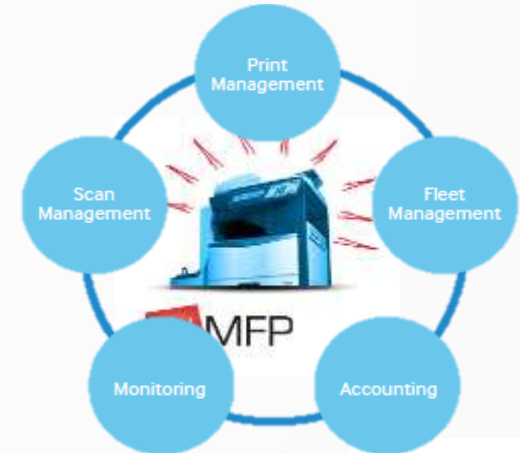 Print
Management
Scan
Management
Fleet
Management
MFP
Monitoring
Accounting